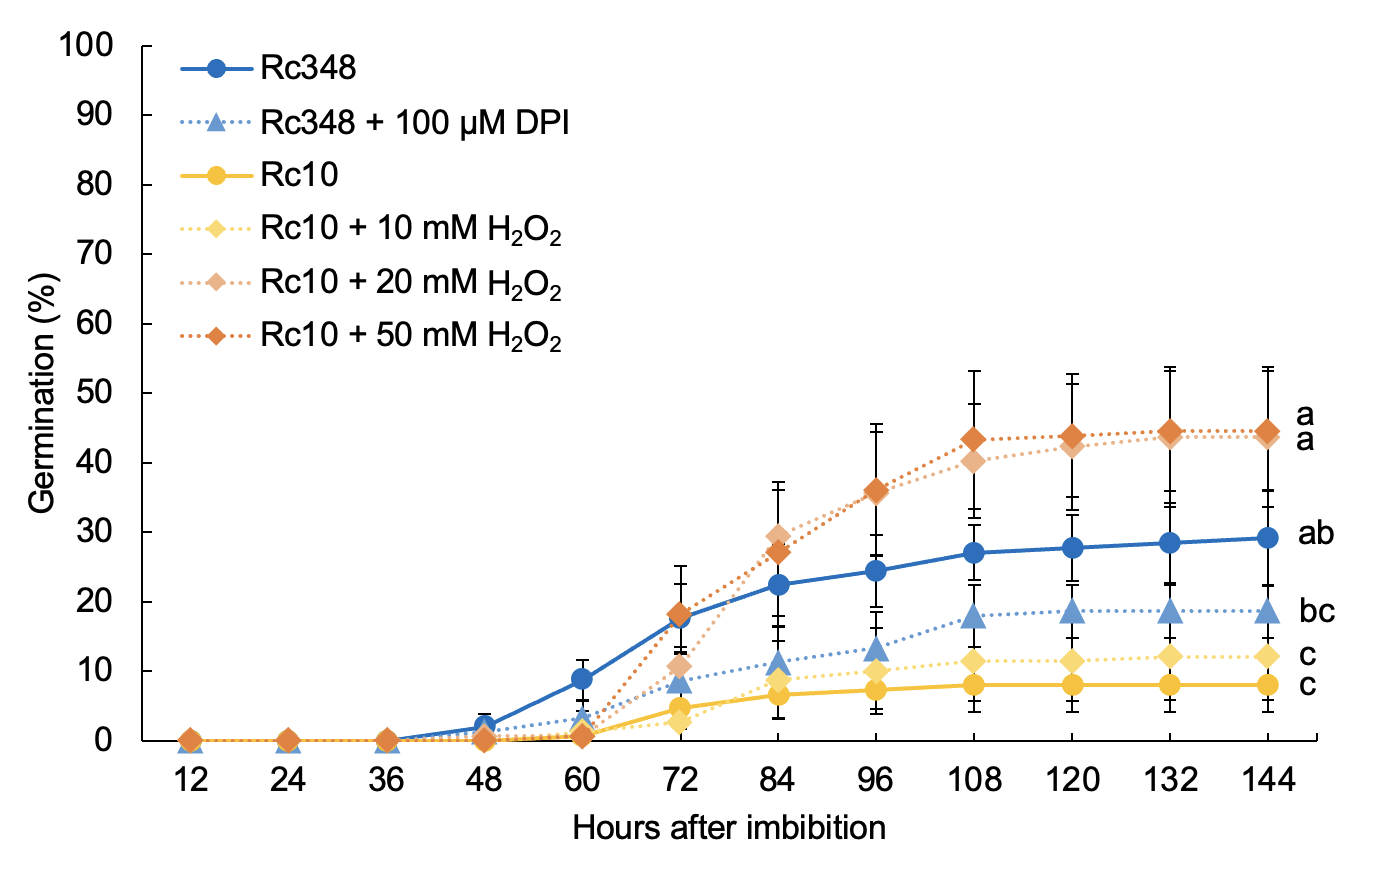 100
90
80
70
60
50
40
30
20
10
0
Germination (%)
Rc348
Rc348 + 100 µM DPI
Rc10
Rc10 + 10 mM H₂O₂
Rc10 + 20 mM H₂O₂
Rc10 + 50 mM H₂O₂
a
a
ab
bc
c
c
12 24 36 48 60 72 84 96 108 120 132 144
Hours after imbibition